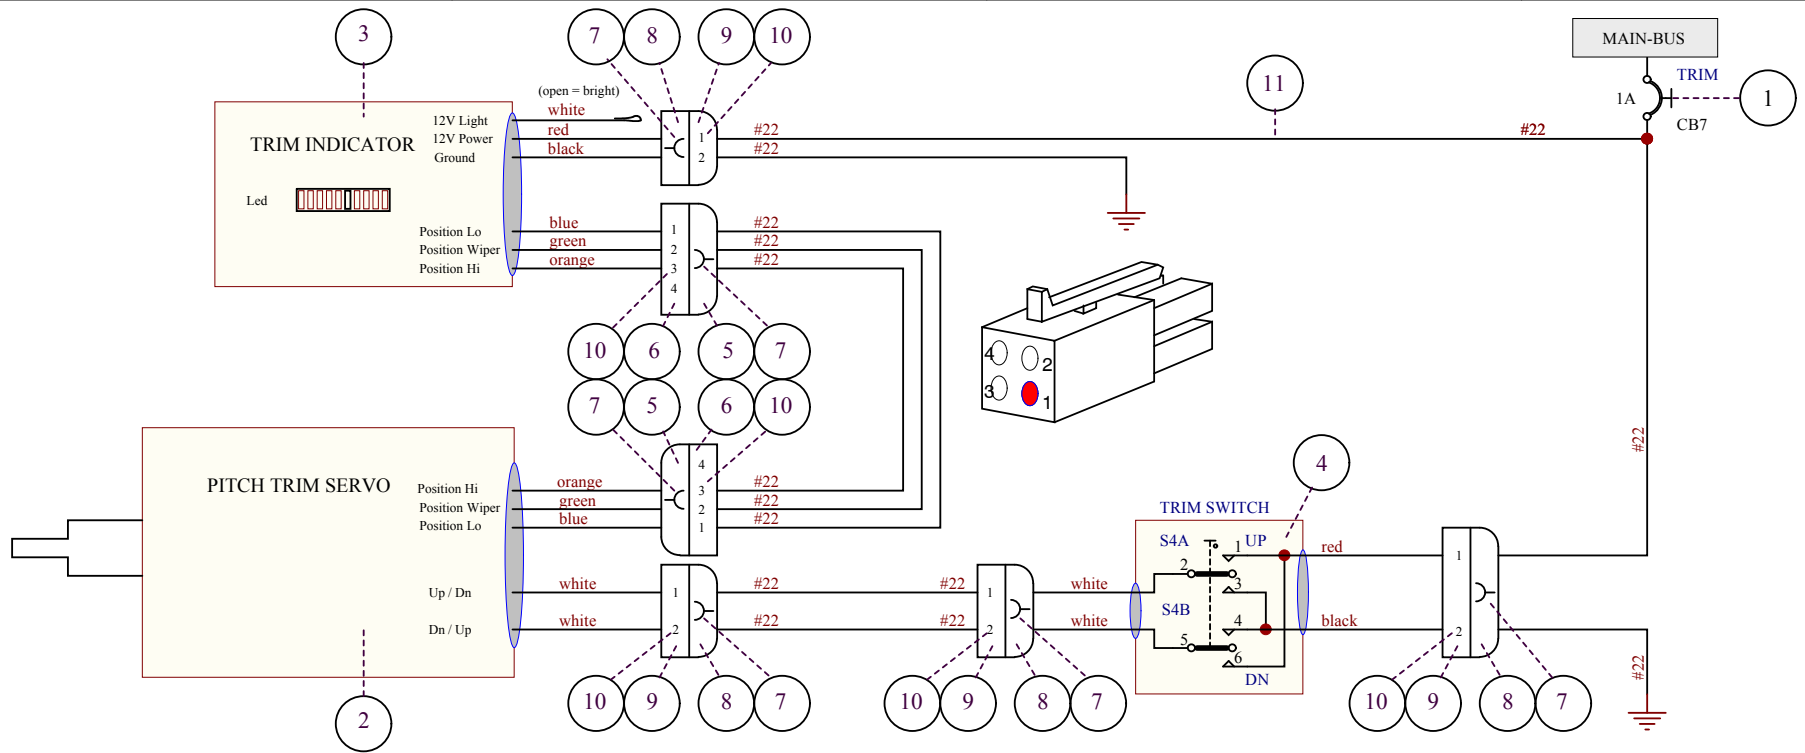 3
7 8 9 10
11
MAIN-BUS
TRIM
1A
1
CB7
(open = bright)
12V Light white
12V Power red 1 #22 #22
Ground black 2 #22
TRIM INDICATOR
Led
Position Lo blue 1 #22
Position Wiper green 2 #22
Position Hi orange 3 #22
4
10 6 5 7
7 5 6 10
4 2
3 1
#22
PITCH TRIM SERVO
4
Position Hi orange 3 #22
Position Wiper green 2 #22
Position Lo blue 1 #22
4
TRIM SWITCH
S4A 1 UP red 1
2
3
Up / Dn white 1 #22 #22 1 white
S4B
4 black 2
Dn / Up white 2 #22 #22 2 white
5
6
DN
#22
10 9 8 7
10 9 8 7
10 9 8 7
2